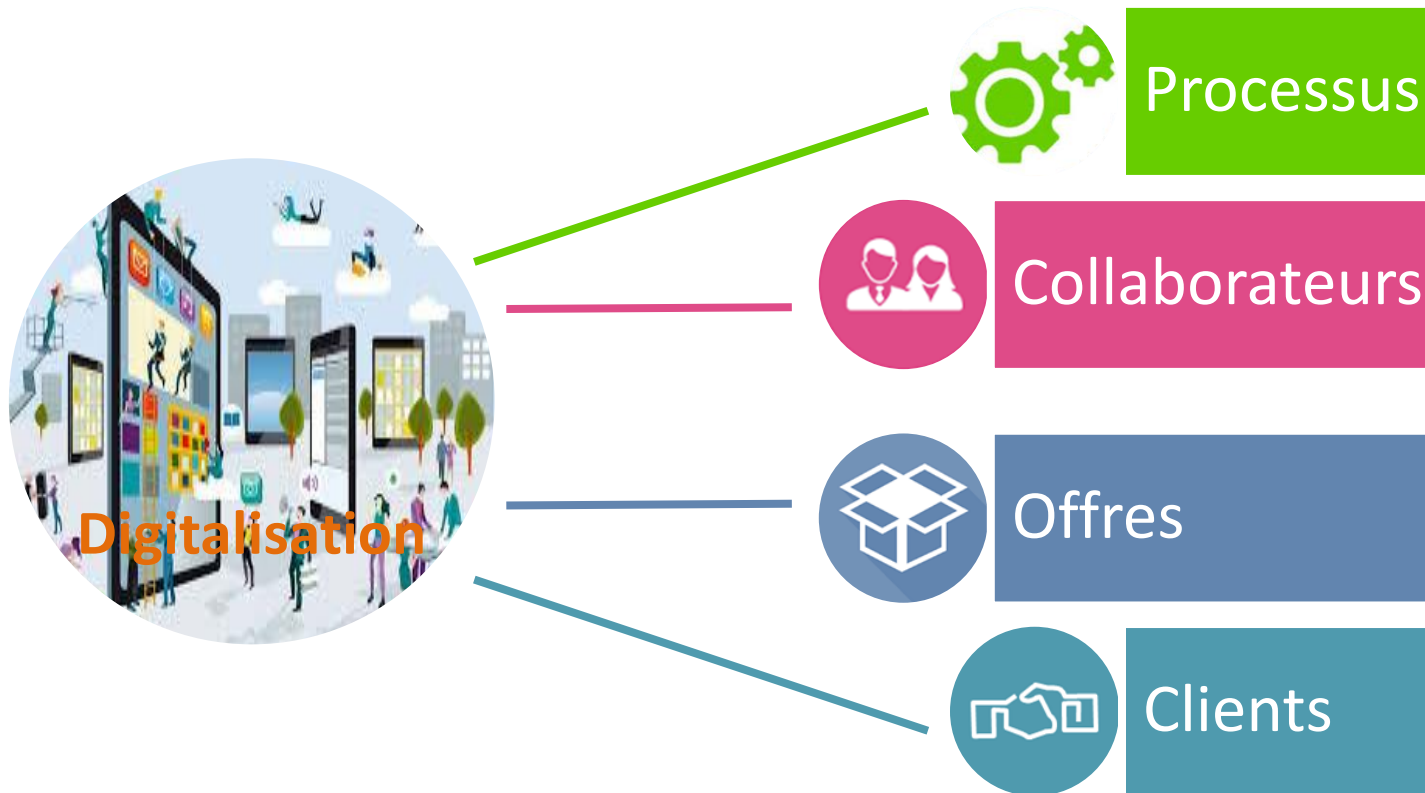 Processus
Collaborateurs
Digitalisation
Offres
Clients